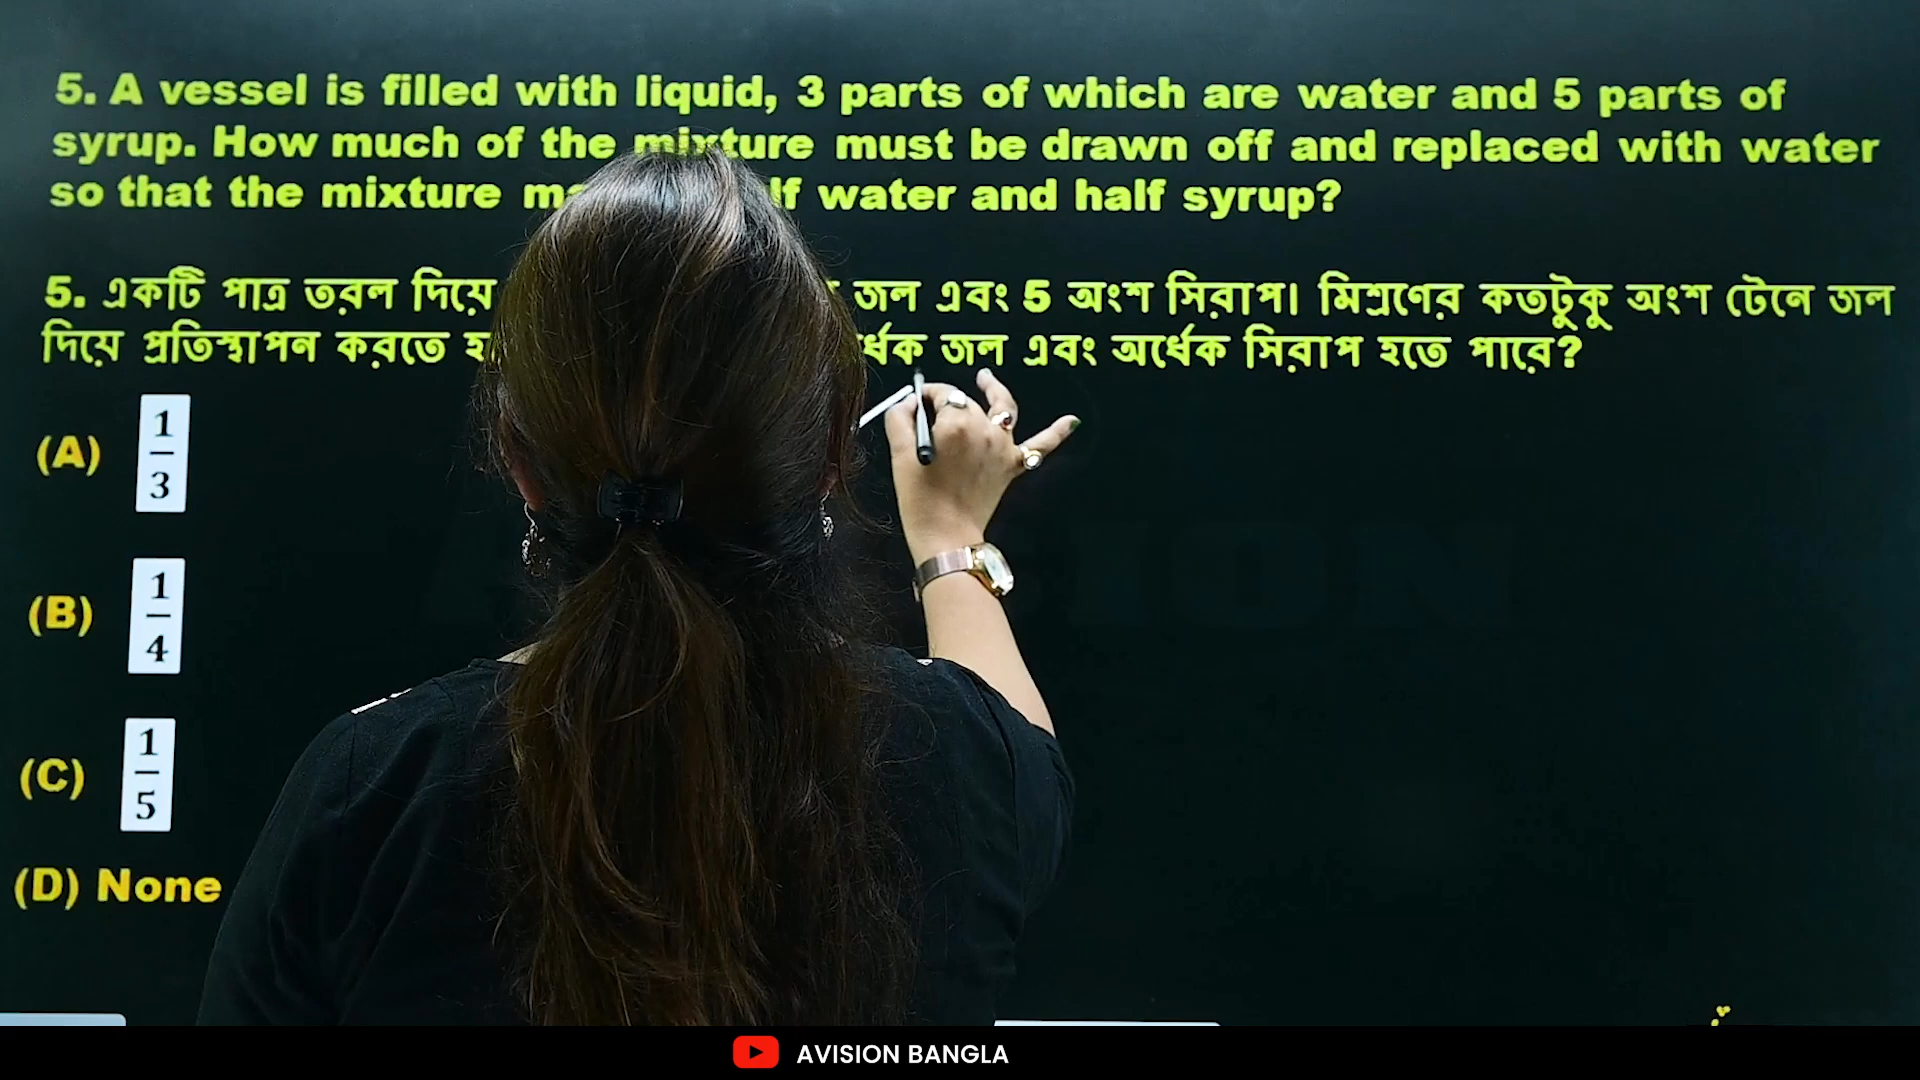 5. A vessel is filled with liquid, 3 parts of which are water and 5 parts of
syrup. How much of the mixture must be drawn off and replaced with water
so that the mixture water and half syrup?
5. একটি পাত্র তরল দিয়ে জল এবং 5 অংশ সিরাপ। মিশ্রণের কতটুকু অংশ টেনে জল
দিয়ে প্রতিস্থাপন করতে জল এবং অর্ধেক সিরাপ হতে পারে?
(A) 1/3
(B) 1/4
(C) 1/5
(D) None
AVISION BANGLA